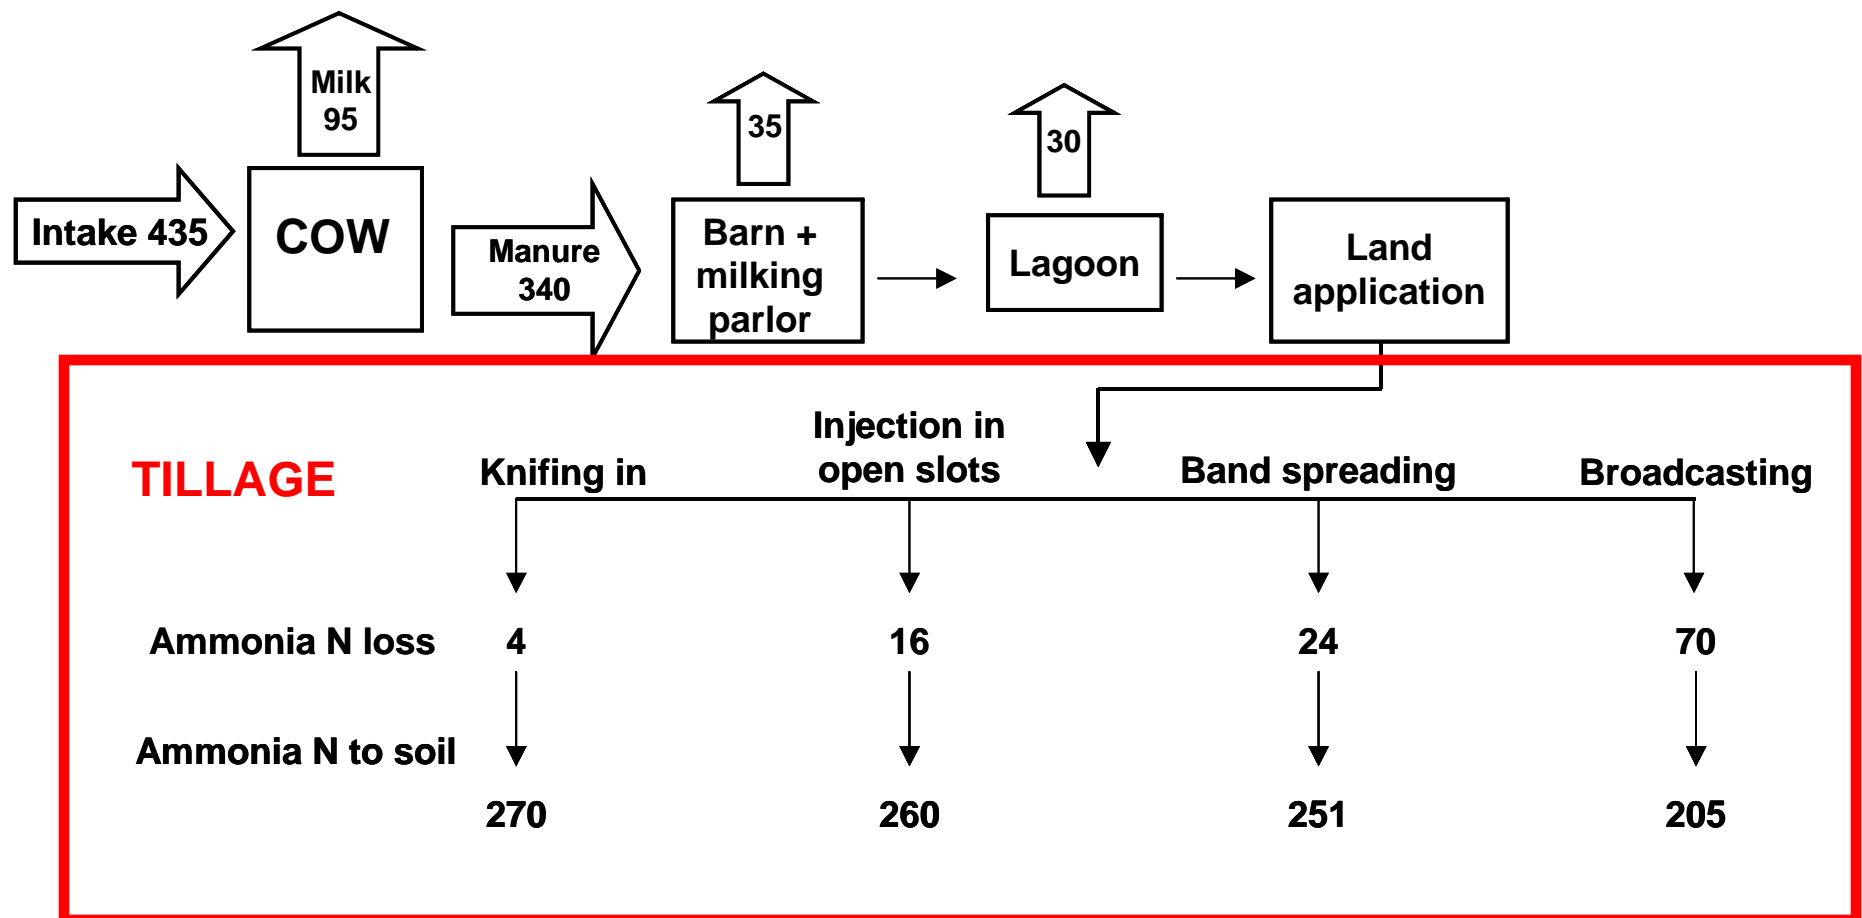 Milk
95
35
30
Intake 435
COW
Manure
340
Barn +
milking
parlor
Lagoon
Land
application
TILLAGE
Knifing in
Injection in
open slots
Band spreading
Broadcasting
Ammonia N loss
4
16
24
70
Ammonia N to soil
270
260
251
205